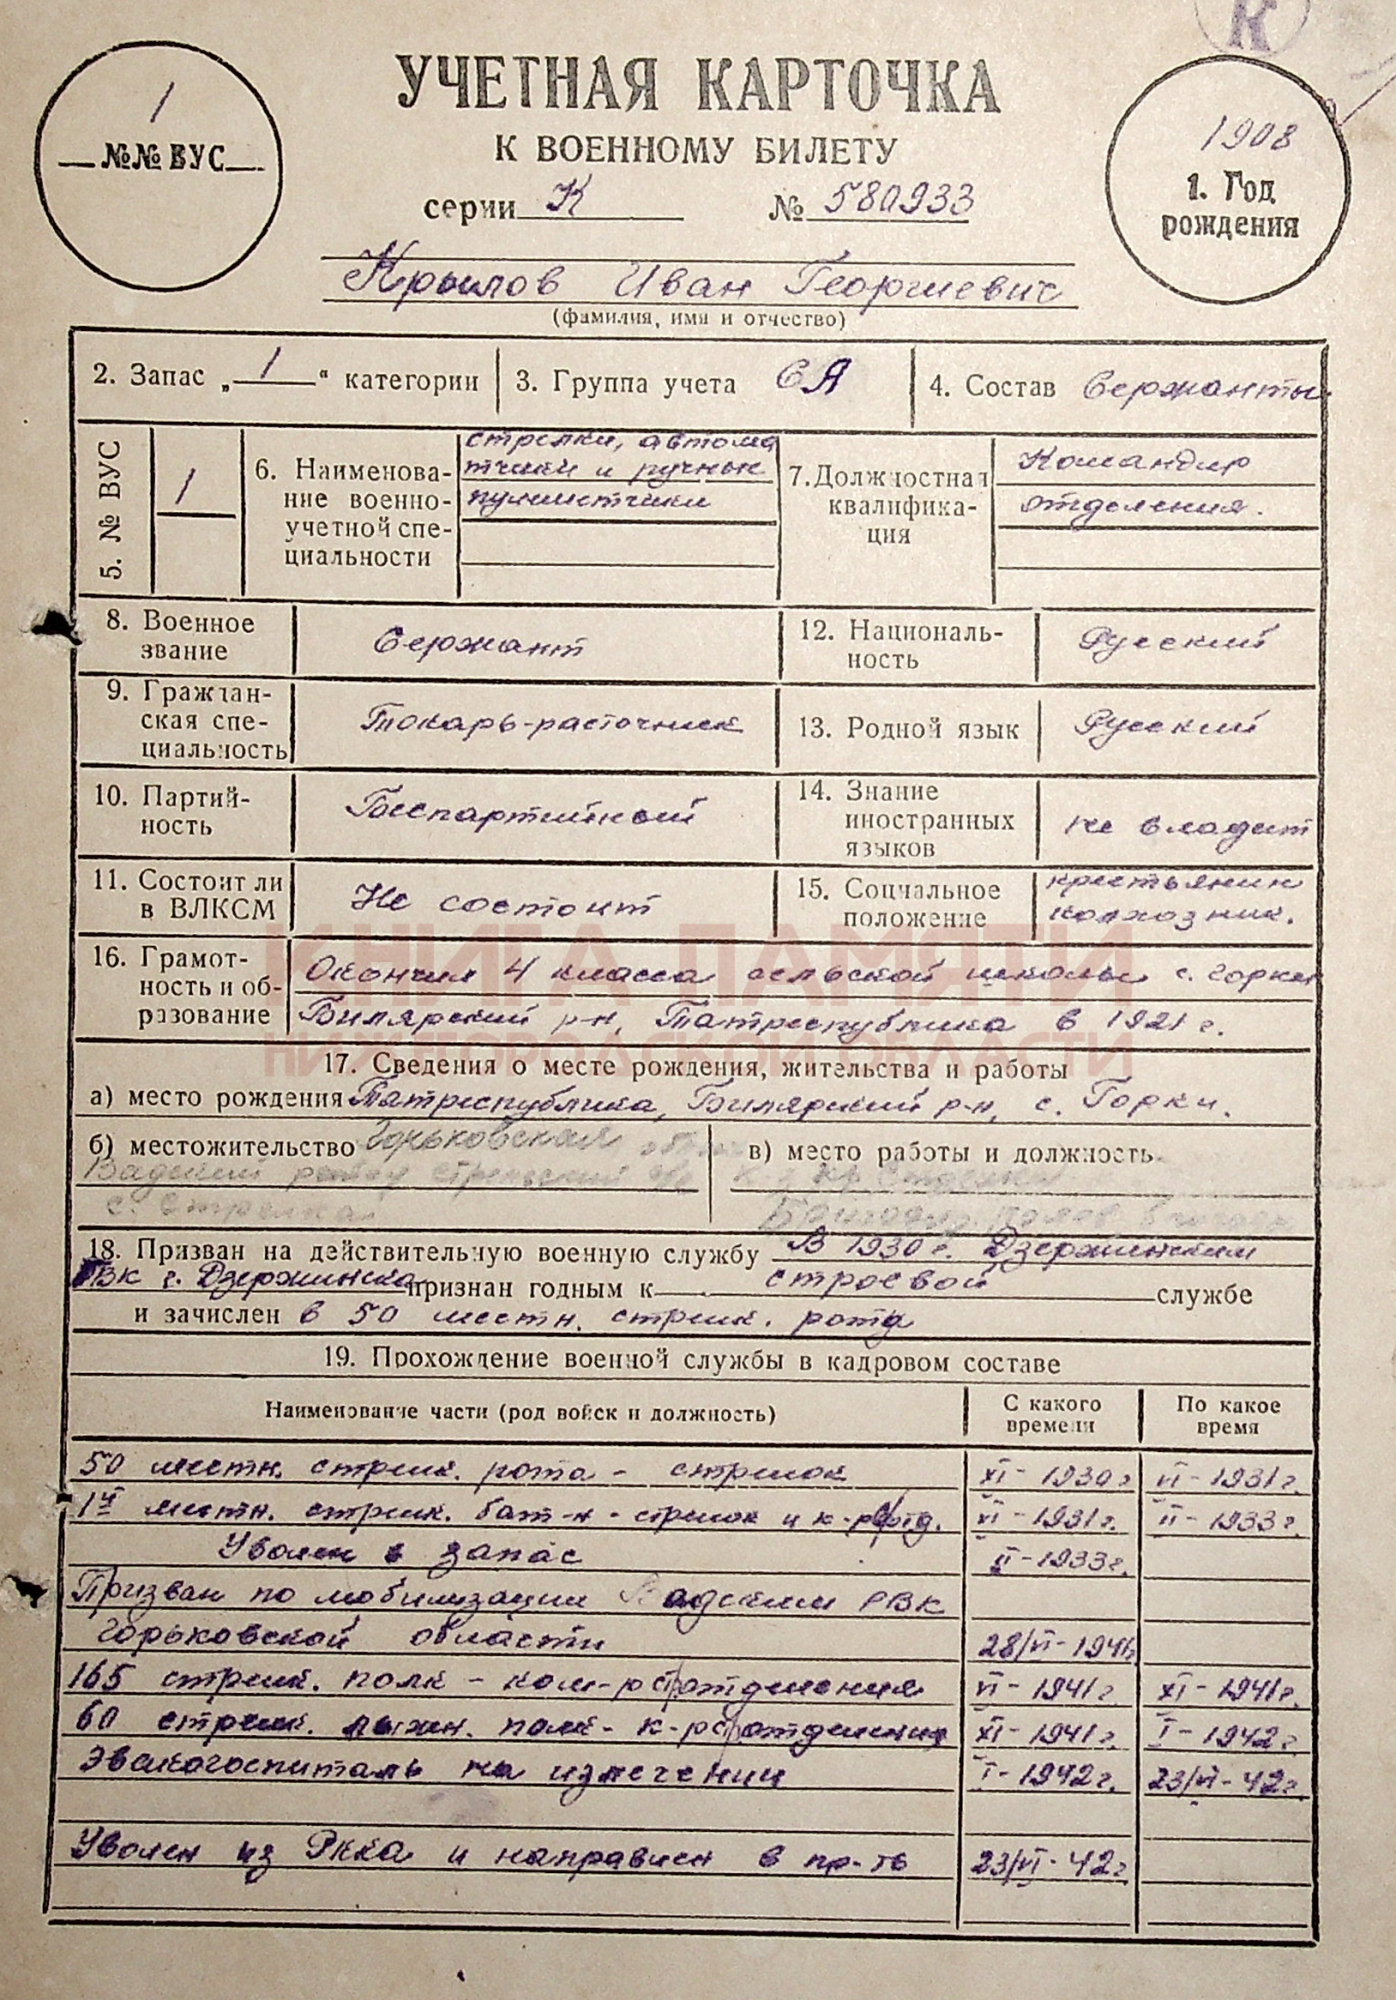 К
1
№№ ВУС
УЧЕТНАЯ КАРТОЧКА
К ВОЕННОМУ БИЛЕТУ
серии К № 580933
1908
1. Год
рождения
Крылов Иван Георгиевич
(фамилия, имя и отчество)
2. Запас „ 1 “ категории
3. Группа учета СА
4. Состав Сержанты
5. № ВУС
1
6. Наименова-
ние военно-
учетной спе-
циальности
стрелки, автома
тчики и ручные
пулиметчики
7. Должностная
квалифика-
ция
Командир
отделения.
8. Военное
звание
Сержант
12. Националь-
ность
Русский
9. Граждан-
ская спе-
циальность
Токарь-расточник
13. Родной язык
Русский
10. Партий-
ность
Беспартийный
14. Знание
иностранных
языков
не владеет
11. Состоит ли
в ВЛКСМ
Не состоит
15. Социальное
положение
крестьянин
колхозник.
КНИГА ПАМЯТИ
НИЖЕГОРОДСКОЙ ОБЛАСТИ
16. Грамот-
ность и об-
разование
Окончил 4 класса сельской школы с. Горки
Билярский р-н, Татреспублика в 1921 г.
17. Сведения о месте рождения, жительства и работы
а) место рождения Татреспублика, Билярский р-н, с. Горки.
б) местожительство Горьковская
Вадский
с. Стрелка
в) место работы и должность
18. Призван на действительную военную службу В 1930 г. Дзержинским
ГВК г. Дзержинска признан годным к строевой службе
и зачислен в 50 местн. стрелк. роту
19. Прохождение военной службы в кадровом составе
Наименование части (род войск и должность)
С какого
времени
По какое
время
50 местн. стрелк. рота - стрелок XI - 1930 г VI - 1931 г.
1й местн. стрелк. бат-н - стрелок и к-р отд. VI - 1931 г. II - 1933 г.
Уволен в запас II - 1933 г.
Призван по мобилизации Вадским РВК
Горьковской области 28/VI - 1941
165 стрелк. полк - ком-р отделения VI - 1941 г. XI - 1941 г.
60 стрелк. лыжн. полк - к-р отделения XI - 1941 г. I - 1942 г.
Эвакогоспиталь на излечении I - 1942 г. 23/VI - 42 г.
Уволен из РККА и направлен в пр-ть 23/VI - 42 г.